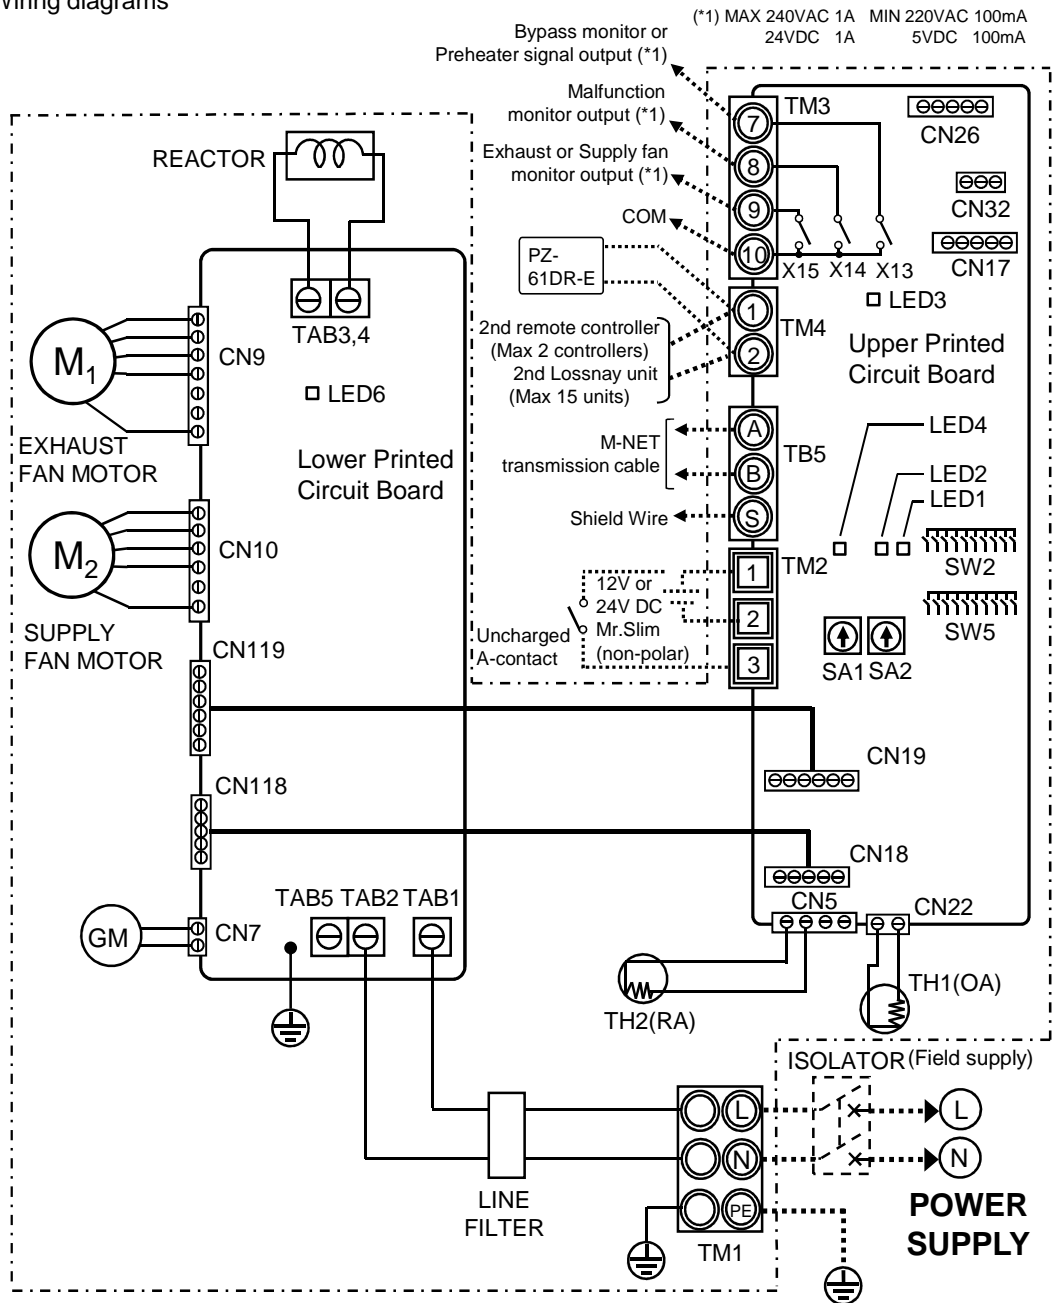 Wiring diagrams
(*1) MAX 240VAC 1A MIN 220VAC 100mA
24VDC 1A 5VDC 100mA
Bypass monitor or
Preheater signal output (*1)
Malfunction
monitor output (*1)
Exhaust or Supply fan
monitor output (*1)
COM
7
8
9
10
TM3
X15 X14 X13
CN26
CN32
CN17
LED3
PZ-
61DR-E
1
2
TM4
2nd remote controller
(Max 2 controllers)
2nd Lossnay unit
(Max 15 units)
Upper Printed
Circuit Board
M-NET
transmission cable
Shield Wire
A
B
S
TB5
LED4
LED2
LED1
SW2
SW5
SA1 SA2
TM2
1
2
3
12V or
24V DC
Mr.Slim
(non-polar)
Uncharged
A-contact
REACTOR
TAB3,4
M1
CN9
EXHAUST
FAN MOTOR
LED6
Lower Printed
Circuit Board
M2
CN10
SUPPLY
FAN MOTOR
CN119
CN19
CN118
CN18
CN5
CN22
TAB5 TAB2 TAB1
GM
CN7
TH2(RA)
TH1(OA)
ISOLATOR (Field supply)
L
N
PE
TM1
L
N
LINE
FILTER
POWER
SUPPLY